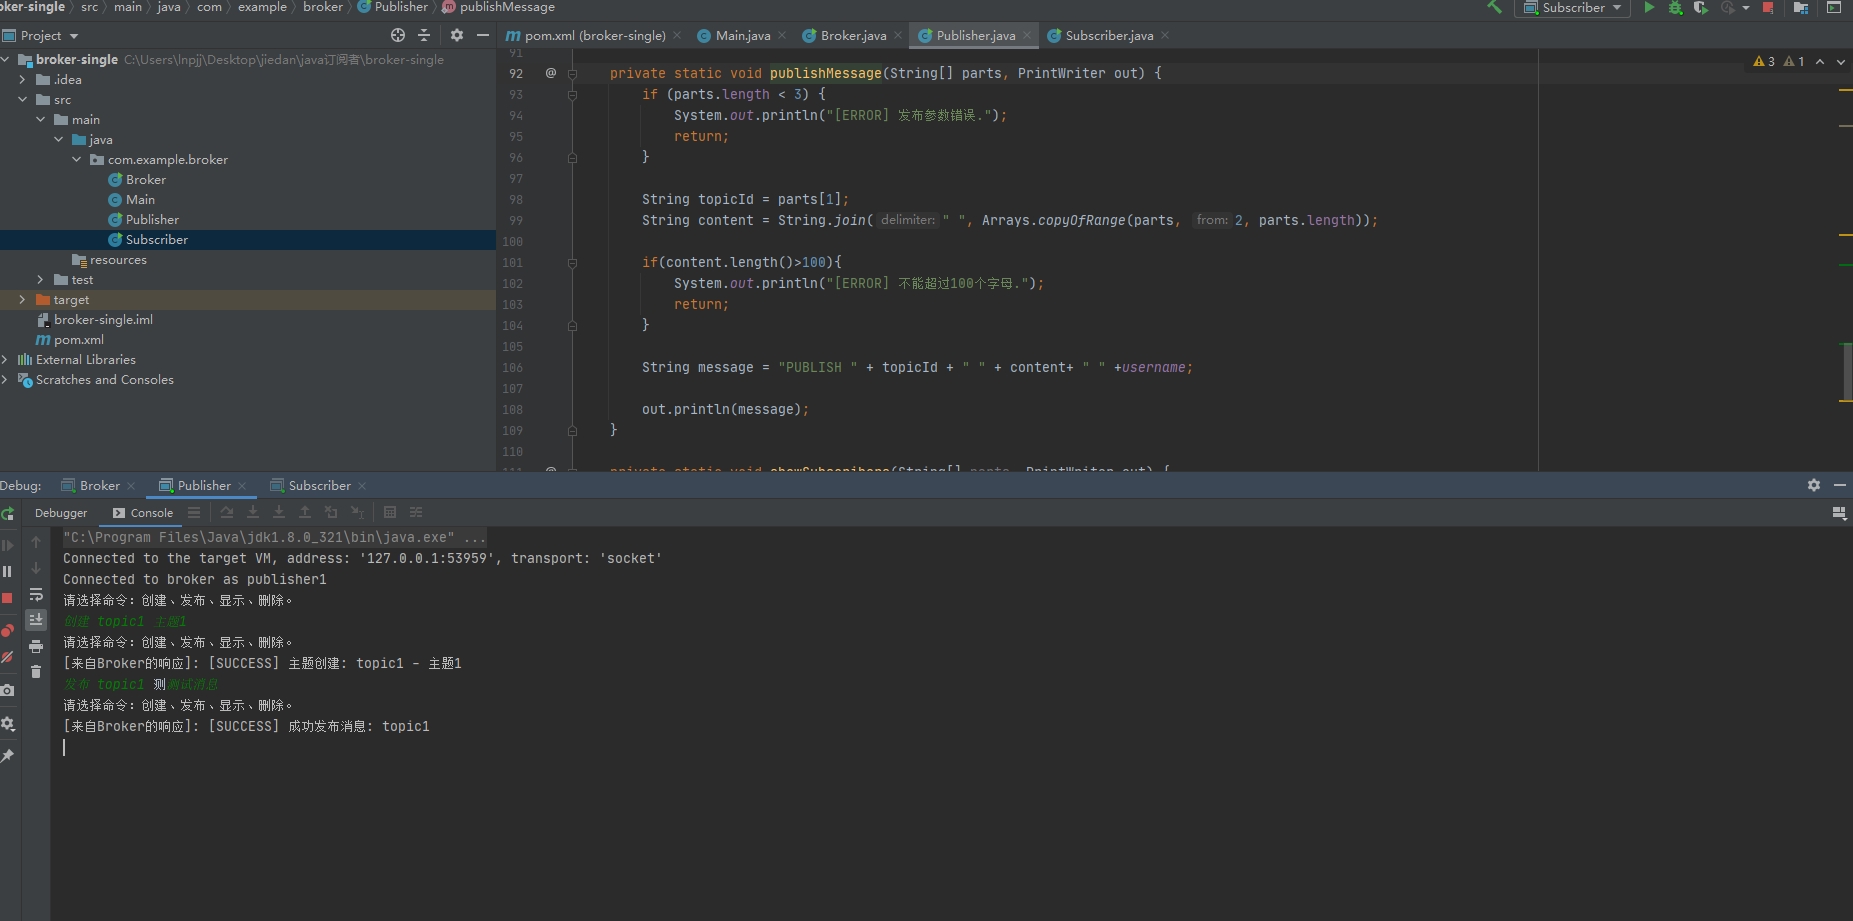 oker-single 〉 src 〉 main 〉 java 〉 com 〉 example 〉 broker 〉 Publisher 〉 publishMessage
Subscriber
Project
pom.xml (broker-single) × Main.java × Broker.java × Publisher.java × Subscriber.java ×
broker-single C:\Users\lnpjj\Desktop\jiedan\java订阅者\broker-single
.idea
src
main
java
com.example.broker
Broker
Main
Publisher
Subscriber
resources
test
target
broker-single.iml
pom.xml
External Libraries
Scratches and Consoles
3 1
91
92 @ private static void publishMessage(String[] parts, PrintWriter out) {
93 if (parts.length < 3) {
94 System.out.println("[ERROR] 发布参数错误.");
95 return;
96 }
97
98 String topicId = parts[1];
99 String content = String.join( delimiter: " ", Arrays.copyOfRange(parts, from: 2, parts.length));
100
101 if(content.length()>100){
102 System.out.println("[ERROR] 不能超过100个字母.");
103 return;
104 }
105
106 String message = "PUBLISH " + topicId + " " + content+ " " +username;
107
108 out.println(message);
109 }
110
111 @ private static void showSubscribers(String[] parts, PrintWriter out) {
Debug: Broker × Publisher × Subscriber ×
Debugger Console
"C:\Program Files\Java\jdk1.8.0_321\bin\java.exe" ...
Connected to the target VM, address: '127.0.0.1:53959', transport: 'socket'
Connected to broker as publisher1
请选择命令：创建、发布、显示、删除。
创建 topic1 主题1
请选择命令：创建、发布、显示、删除。
[来自Broker的响应]: [SUCCESS] 主题创建: topic1 - 主题1
发布 topic1 测测试消息
请选择命令：创建、发布、显示、删除。
[来自Broker的响应]: [SUCCESS] 成功发布消息: topic1